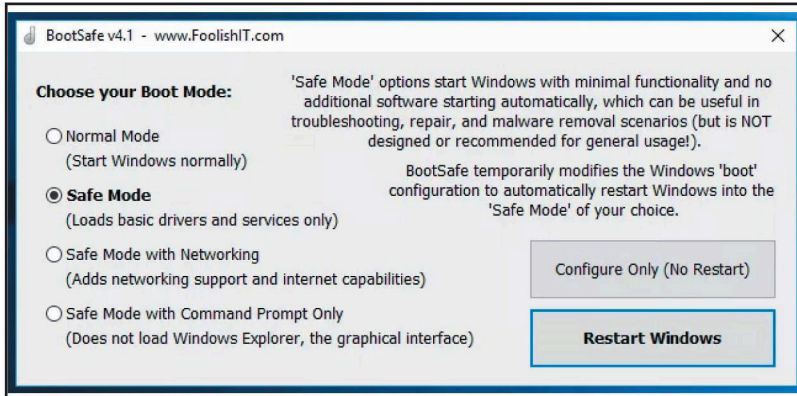 BootSafe v4.1 - www.FoolishIT.com
Choose your Boot Mode:
Normal Mode
(Start Windows normally)
Safe Mode
(Loads basic drivers and services only)
Safe Mode with Networking
(Adds networking support and internet capabilities)
Safe Mode with Command Prompt Only
(Does not load Windows Explorer, the graphical interface)
'Safe Mode' options start Windows with minimal functionality and no
additional software starting automatically, which can be useful in
troubleshooting, repair, and malware removal scenarios (but is NOT
designed or recommended for general usage!).
BootSafe temporarily modifies the Windows 'boot'
configuration to automatically restart Windows into the
'Safe Mode' of your choice.
Configure Only (No Restart)
Restart Windows